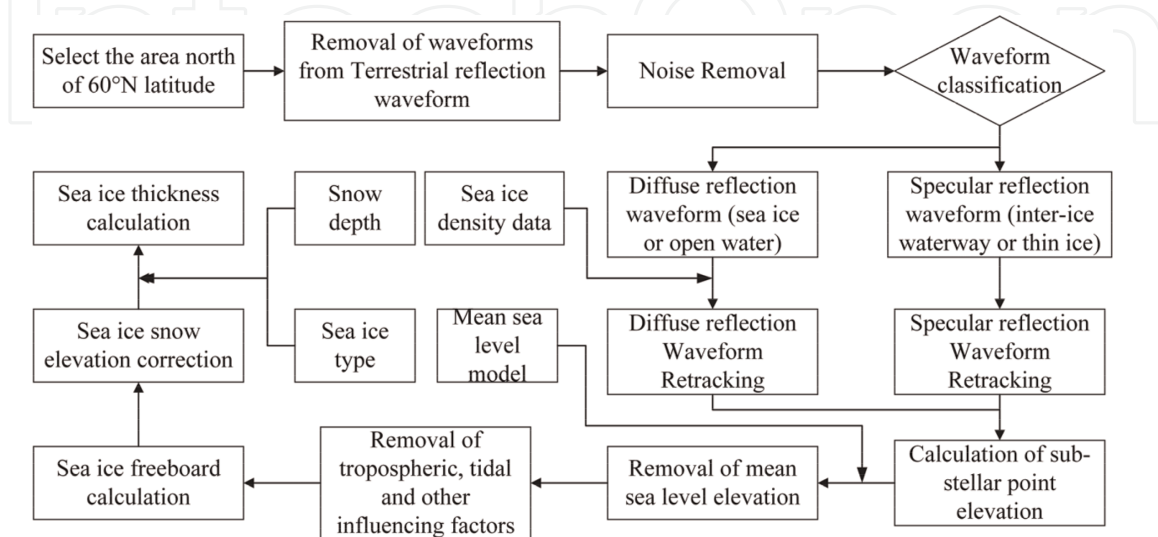 Select the area north
of 60°N latitude
Removal of waveforms
from Terrestrial reflection
waveform
Noise Removal
Waveform
classification
Sea ice thickness
calculation
Snow
depth
Sea ice
density data
Diffuse reflection
waveform (sea ice
or open water)
Specular reflection
waveform (inter-ice
waterway or thin ice)
Sea ice snow
elevation correction
Sea ice
type
Mean sea
level
model
Diffuse reflection
Waveform
Retracking
Specular reflection
Waveform
Retracking
Sea ice freeboard
calculation
Removal of
tropospheric, tidal
and other
influencing factors
Removal of mean
sea level elevation
Calculation of sub-
stellar point
elevation